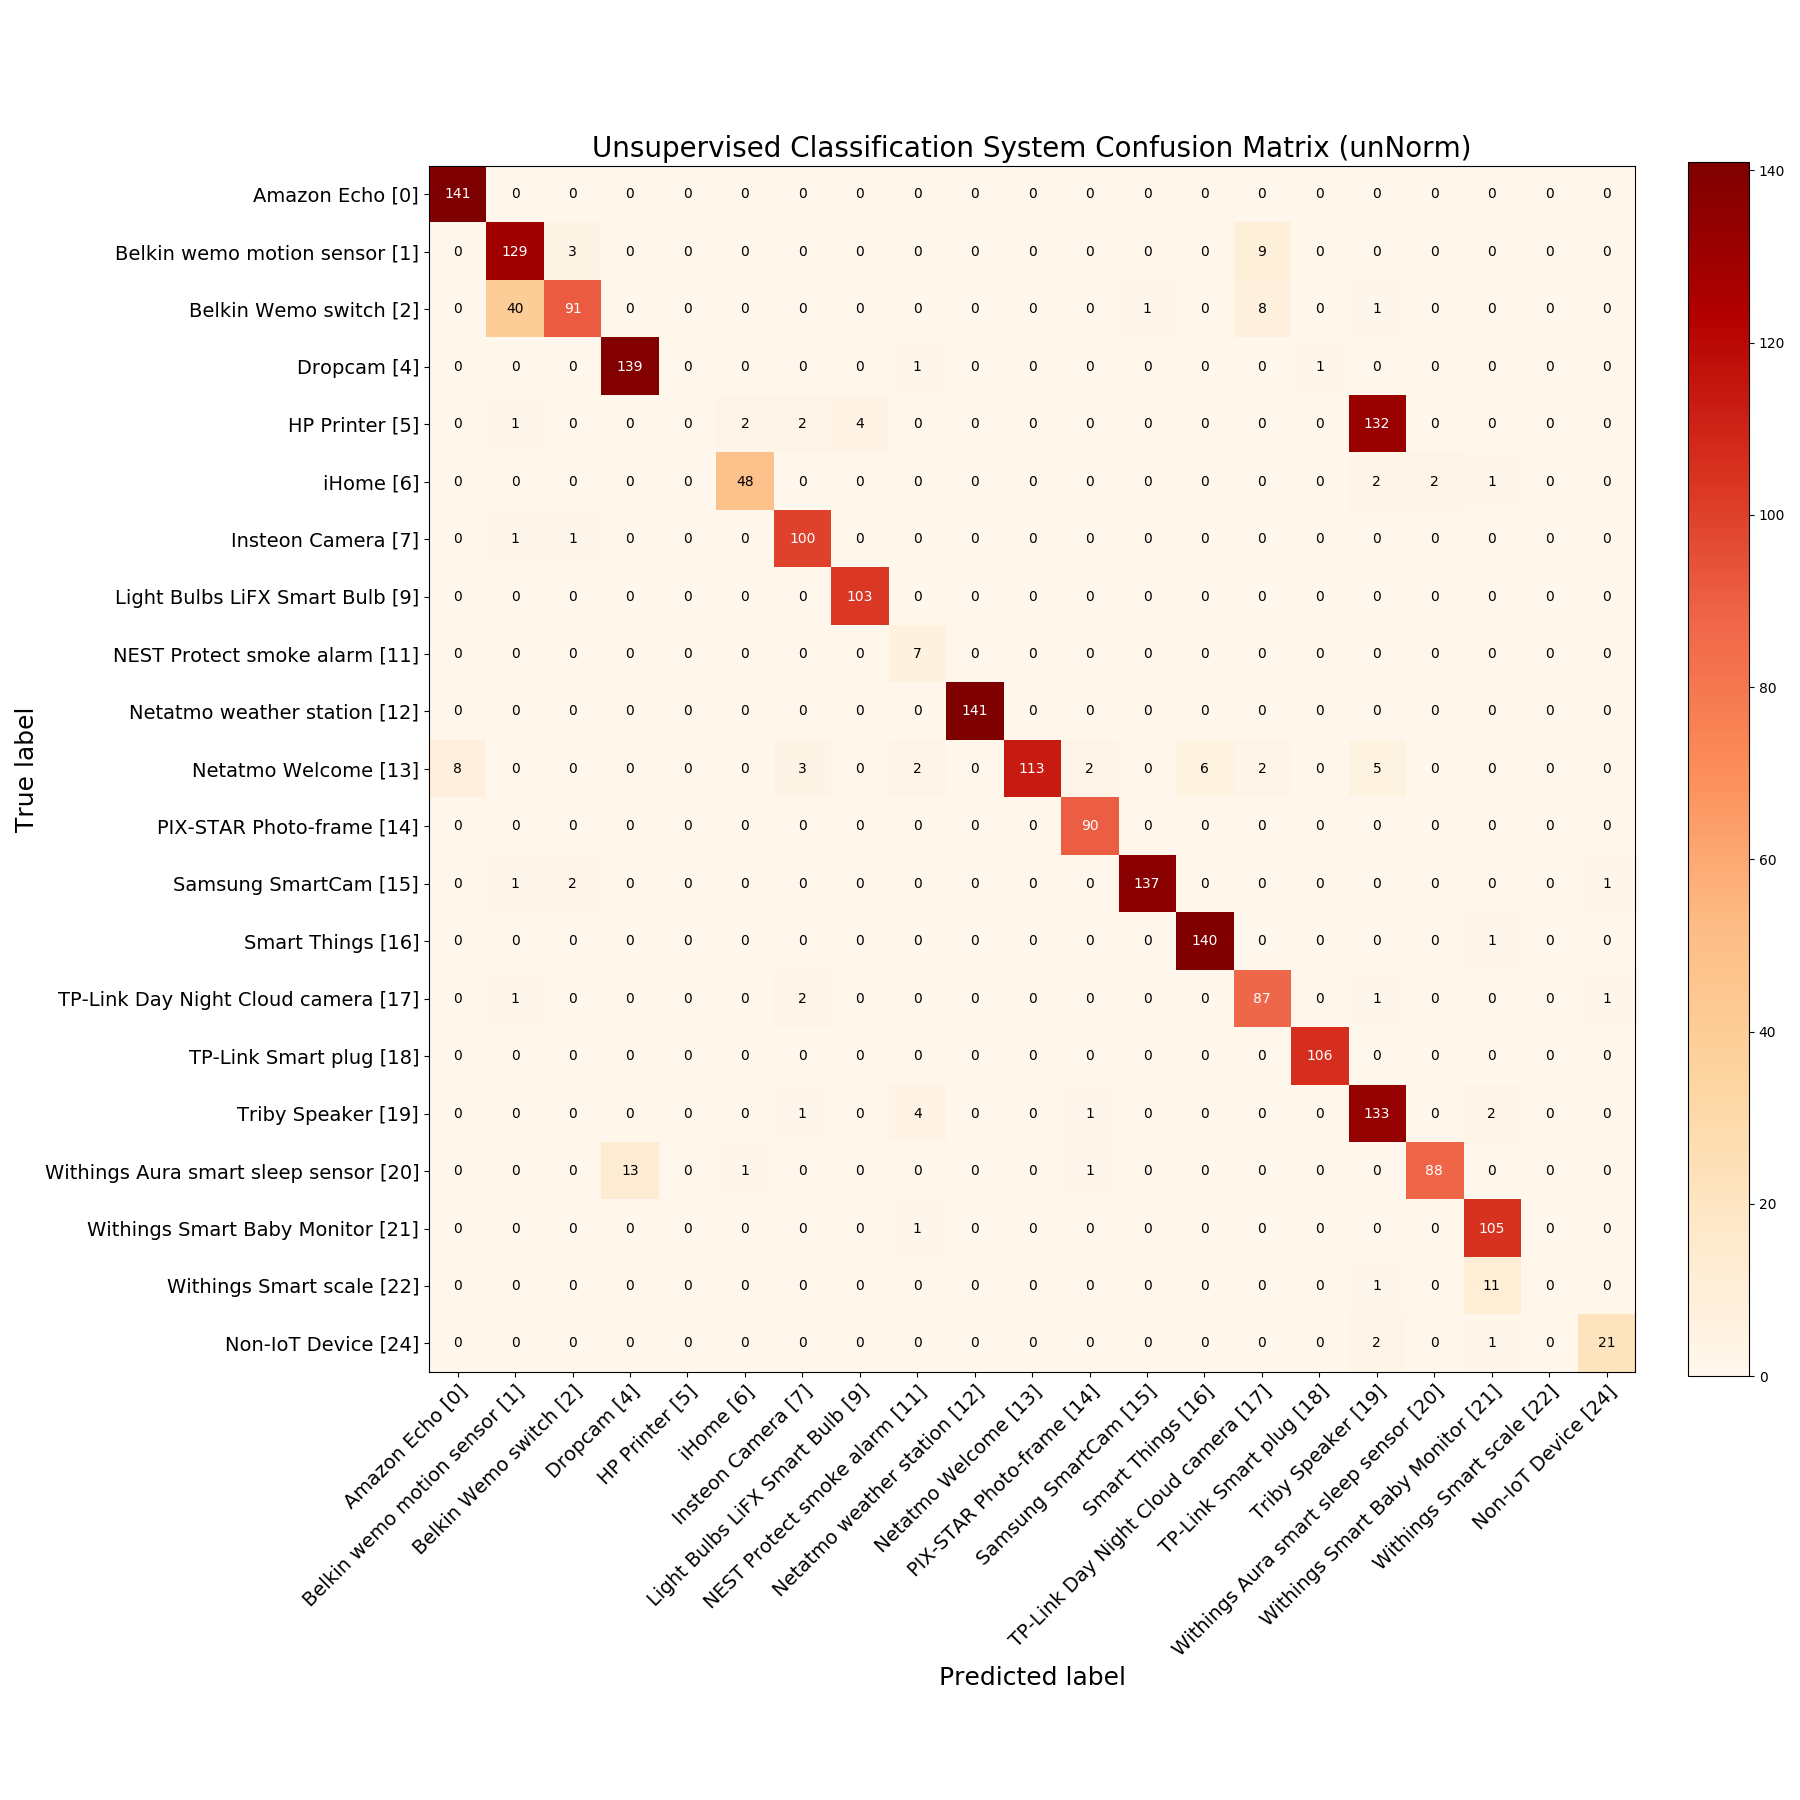 Unsupervised Classification System Confusion Matrix (unNorm)
Amazon Echo [0] 141 0 0 0 0 0 0 0 0 0 0 0 0 0 0 0 0 0 0 0 0
Belkin wemo motion sensor [1] 0 129 3 0 0 0 0 0 0 0 0 0 0 0 9 0 0 0 0 0 0
Belkin Wemo switch [2] 0 40 91 0 0 0 0 0 0 0 0 0 1 0 8 0 1 0 0 0 0
Dropcam [4] 0 0 0 139 0 0 0 0 1 0 0 0 0 0 0 1 0 0 0 0 0
HP Printer [5] 0 1 0 0 0 2 2 4 0 0 0 0 0 0 0 0 132 0 0 0 0
iHome [6] 0 0 0 0 0 48 0 0 0 0 0 0 0 0 0 0 2 2 1 0 0
Insteon Camera [7] 0 1 1 0 0 0 100 0 0 0 0 0 0 0 0 0 0 0 0 0 0
Light Bulbs LiFX Smart Bulb [9] 0 0 0 0 0 0 0 103 0 0 0 0 0 0 0 0 0 0 0 0 0
NEST Protect smoke alarm [11] 0 0 0 0 0 0 0 0 7 0 0 0 0 0 0 0 0 0 0 0 0
Netatmo weather station [12] 0 0 0 0 0 0 0 0 0 141 0 0 0 0 0 0 0 0 0 0 0
Netatmo Welcome [13] 8 0 0 0 0 0 3 0 2 0 113 2 0 6 2 0 5 0 0 0 0
PIX-STAR Photo-frame [14] 0 0 0 0 0 0 0 0 0 0 0 90 0 0 0 0 0 0 0 0 0
Samsung SmartCam [15] 0 1 2 0 0 0 0 0 0 0 0 0 137 0 0 0 0 0 0 0 1
Smart Things [16] 0 0 0 0 0 0 0 0 0 0 0 0 0 140 0 0 0 0 1 0 0
TP-Link Day Night Cloud camera [17] 0 1 0 0 0 0 2 0 0 0 0 0 0 0 87 0 1 0 0 0 1
TP-Link Smart plug [18] 0 0 0 0 0 0 0 0 0 0 0 0 0 0 0 106 0 0 0 0 0
Triby Speaker [19] 0 0 0 0 0 0 1 0 4 0 0 1 0 0 0 0 133 0 2 0 0
Withings Aura smart sleep sensor [20] 0 0 0 13 0 1 0 0 0 0 0 1 0 0 0 0 0 88 0 0 0
Withings Smart Baby Monitor [21] 0 0 0 0 0 0 0 0 1 0 0 0 0 0 0 0 0 0 105 0 0
Withings Smart scale [22] 0 0 0 0 0 0 0 0 0 0 0 0 0 0 0 0 1 0 11 0 0
Non-IoT Device [24] 0 0 0 0 0 0 0 0 0 0 0 0 0 0 0 0 2 0 1 0 21
True label
Amazon Echo [0]
Belkin wemo motion sensor [1]
Belkin Wemo switch [2]
Dropcam [4]
HP Printer [5]
iHome [6]
Insteon Camera [7]
Light Bulbs LiFX Smart Bulb [9]
NEST Protect smoke alarm [11]
Netatmo weather station [12]
Netatmo Welcome [13]
PIX-STAR Photo-frame [14]
Samsung SmartCam [15]
Smart Things [16]
TP-Link Day Night Cloud camera [17]
TP-Link Smart plug [18]
Triby Speaker [19]
Withings Aura smart sleep sensor [20]
Withings Smart Baby Monitor [21]
Withings Smart scale [22]
Non-IoT Device [24]
Predicted label
140
120
100
80
60
40
20
0